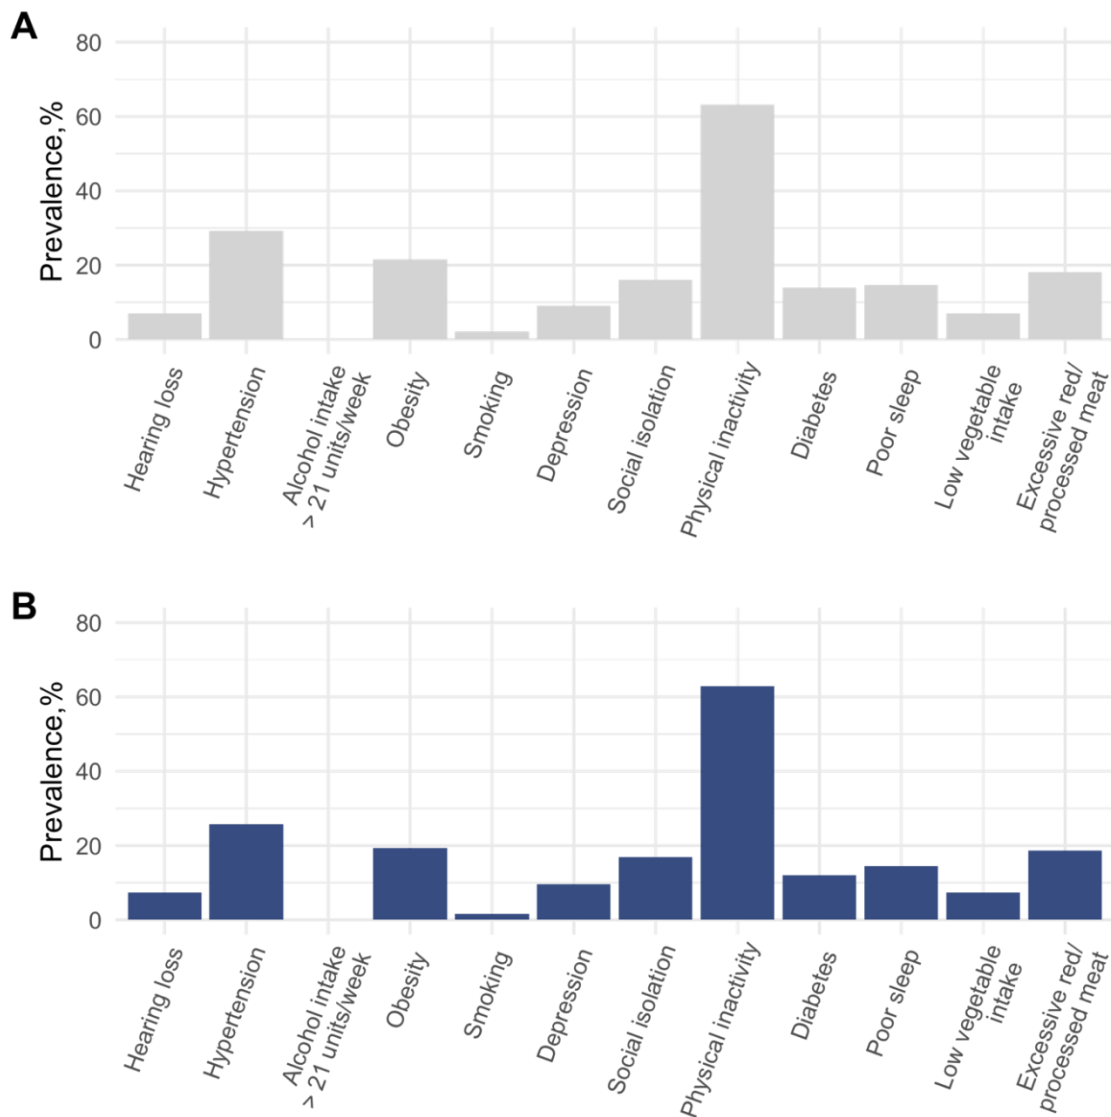 A
Prevalence,%
80
60
40
20
0
Hearing loss
Hypertension
Alcohol intake
> 21 units/week
Obesity
Smoking
Depression
Social isolation
Physical inactivity
Diabetes
Poor sleep
Low vegetable
intake
Excessive red/
processed meat
B
Prevalence,%
80
60
40
20
0
Hearing loss
Hypertension
Alcohol intake
> 21 units/week
Obesity
Smoking
Depression
Social isolation
Physical inactivity
Diabetes
Poor sleep
Low vegetable
intake
Excessive red/
processed meat